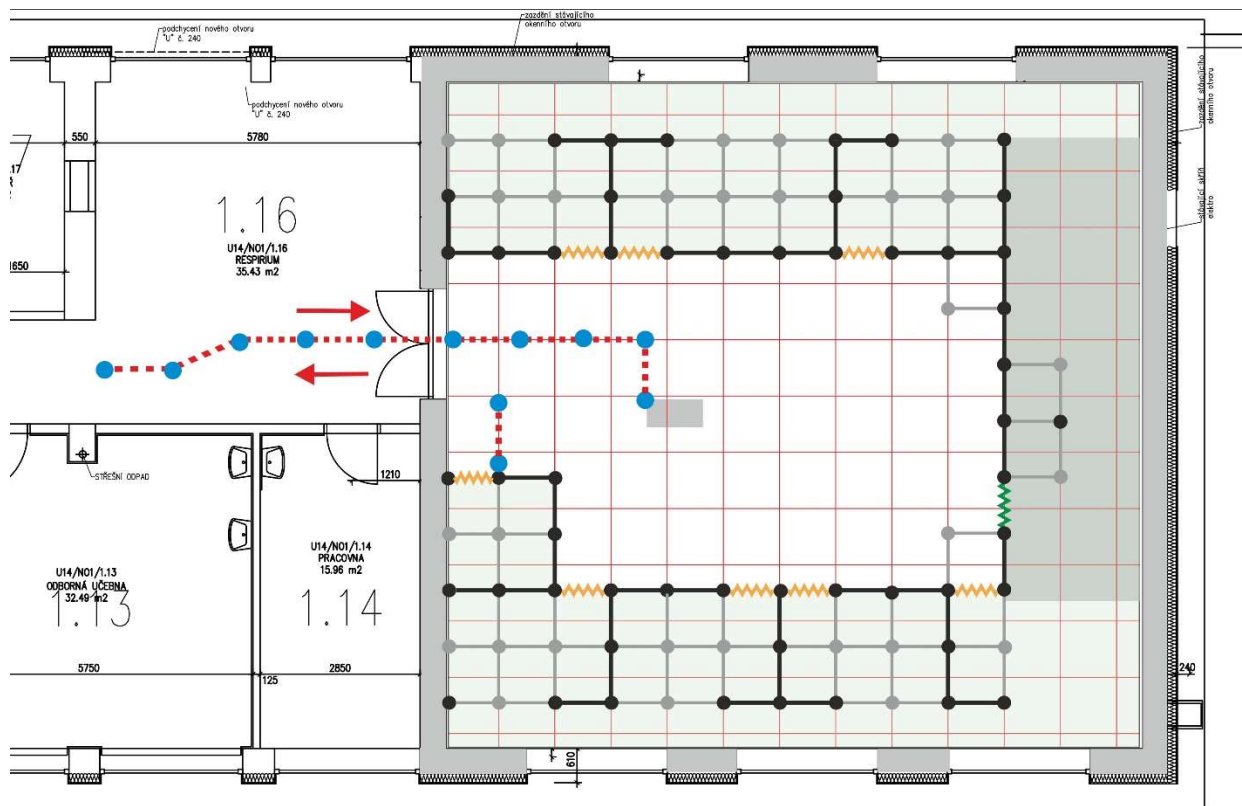 zazdění stávajícího
okenního otvoru
podchycení nového otvoru
"U" č. 240
podchycení nového otvoru
"U" č. 240
zazdění stávajícího
okenního otvoru
550
5780
1.16
U14/N01/1.16
RESPIRIUM
35.43 m2
stávající skříň
elektro
1650
1210
STŘEŠNÍ ODPAD
U14/N01/1.14
PRACOVNA
15.96 m2
1.14
U14/N01/1.13
ODBORNÁ UČEBNA
32.49 m2
1.13
5750
125
2850
240
610